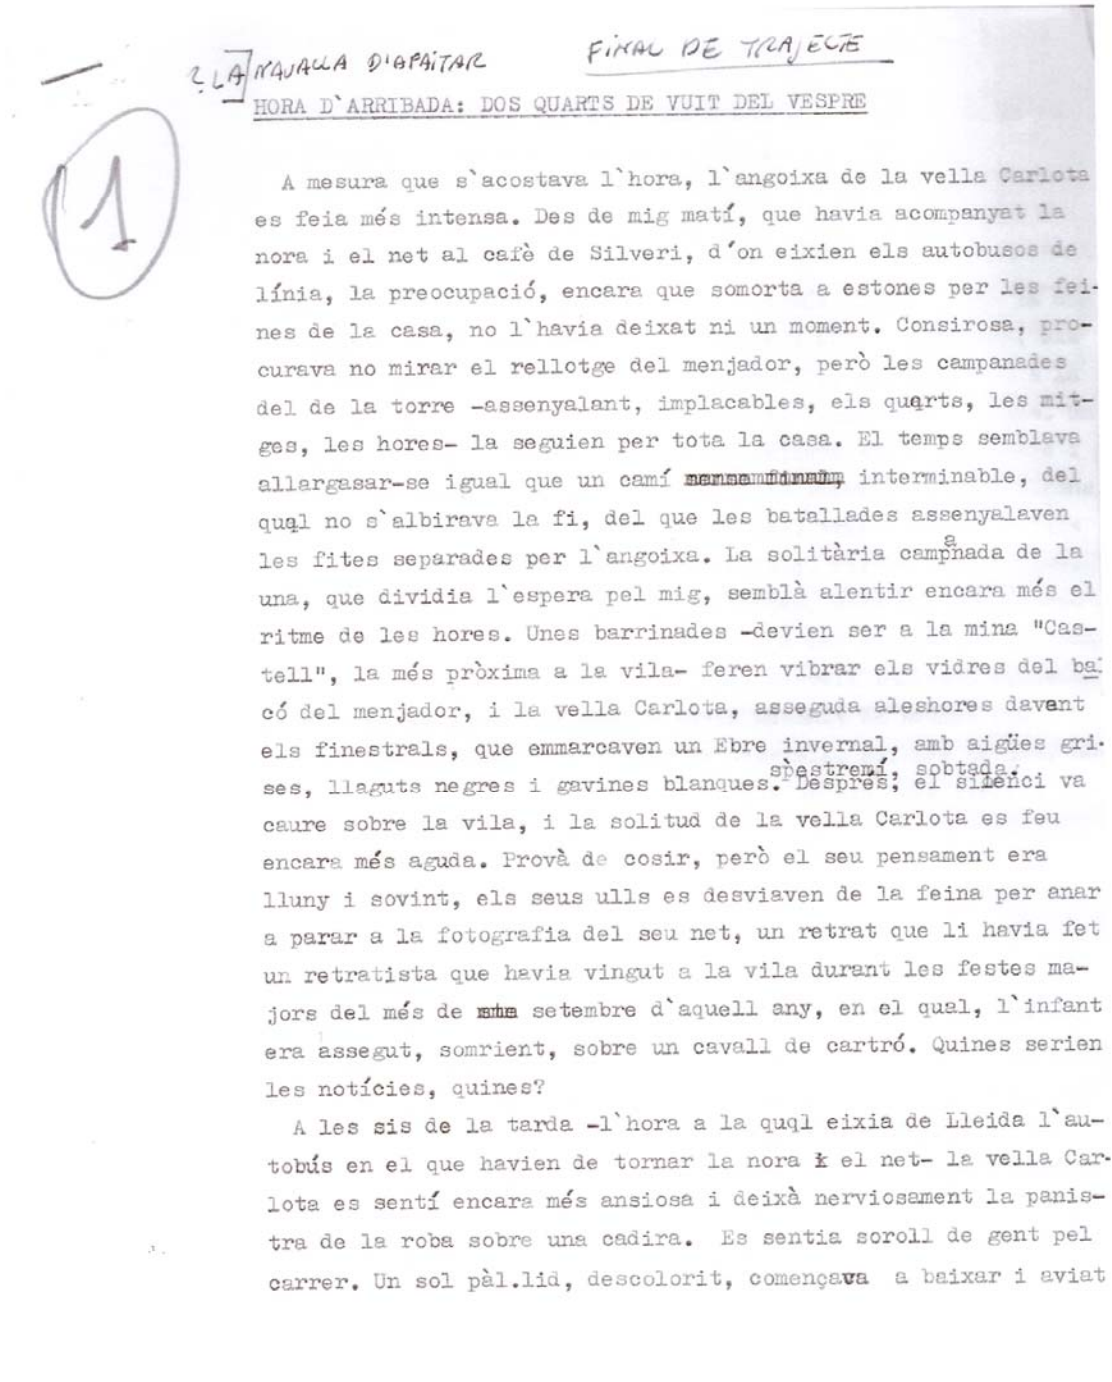 ?LA NAVALLA D'AFAITAR
FINAL DE TRAJECTE
HORA D`ARRIBADA: DOS QUARTS DE VUIT DEL VESPRE
1
A mesura que s`acostava l`hora, l`angoixa de la vella Carlota
es feia més intensa. Des de mig matí, que havia acompanyat la
nora i el net al cafè de Silveri, d´on eixien els autobusos de
línia, la preocupació, encara que somorta a estones per les fei-
nes de la casa, no l`havia deixat ni un moment. Consirosa, pro-
curava no mirar el rellotge del menjador, però les campanades
del de la torre -assenyalant, implacables, els quarts, les mit-
ges, les hores- la seguien per tota la casa. El temps semblava
allargasar-se igual que un camí interminable, del
qual no s`albirava la fi, del que les batallades assenyalaven
les fites separades per l`angoixa. La solitària campanada de la
una, que dividia l`espera pel mig, semblà alentir encara més el
ritme de les hores. Unes barrinades -devien ser a la mina "Cas-
tell", la més pròxima a la vila- feren vibrar els vidres del bal
có del menjador, i la vella Carlota, asseguda aleshores davant
els finestrals, que emmarcaven un Ebre invernal, amb aigües gri-
s`estremí, sobtada.
ses, llaguts negres i gavines blanques. Després, el silenci va
caure sobre la vila, i la solitud de la vella Carlota es feu
encara més aguda. Provà de cosir, però el seu pensament era
lluny i sovint, els seus ulls es desviaven de la feina per anar
a parar a la fotografia del seu net, un retrat que li havia fet
un retratista que havia vingut a la vila durant les festes ma-
jors del més de setembre d`aquell any, en el qual, l`infant
era assegut, somrient, sobre un cavall de cartró. Quines serien
les notícies, quines?
A les sis de la tarda -l`hora a la quql eixia de Lleida l`au-
tobús en el que havien de tornar la nora i el net- la vella Car-
lota es sentí encara més ansiosa i deixà nerviosament la panis-
tra de la roba sobre una cadira. Es sentia soroll de gent pel
carrer. Un sol pàl.lid, descolorit, començava a baixar i aviat